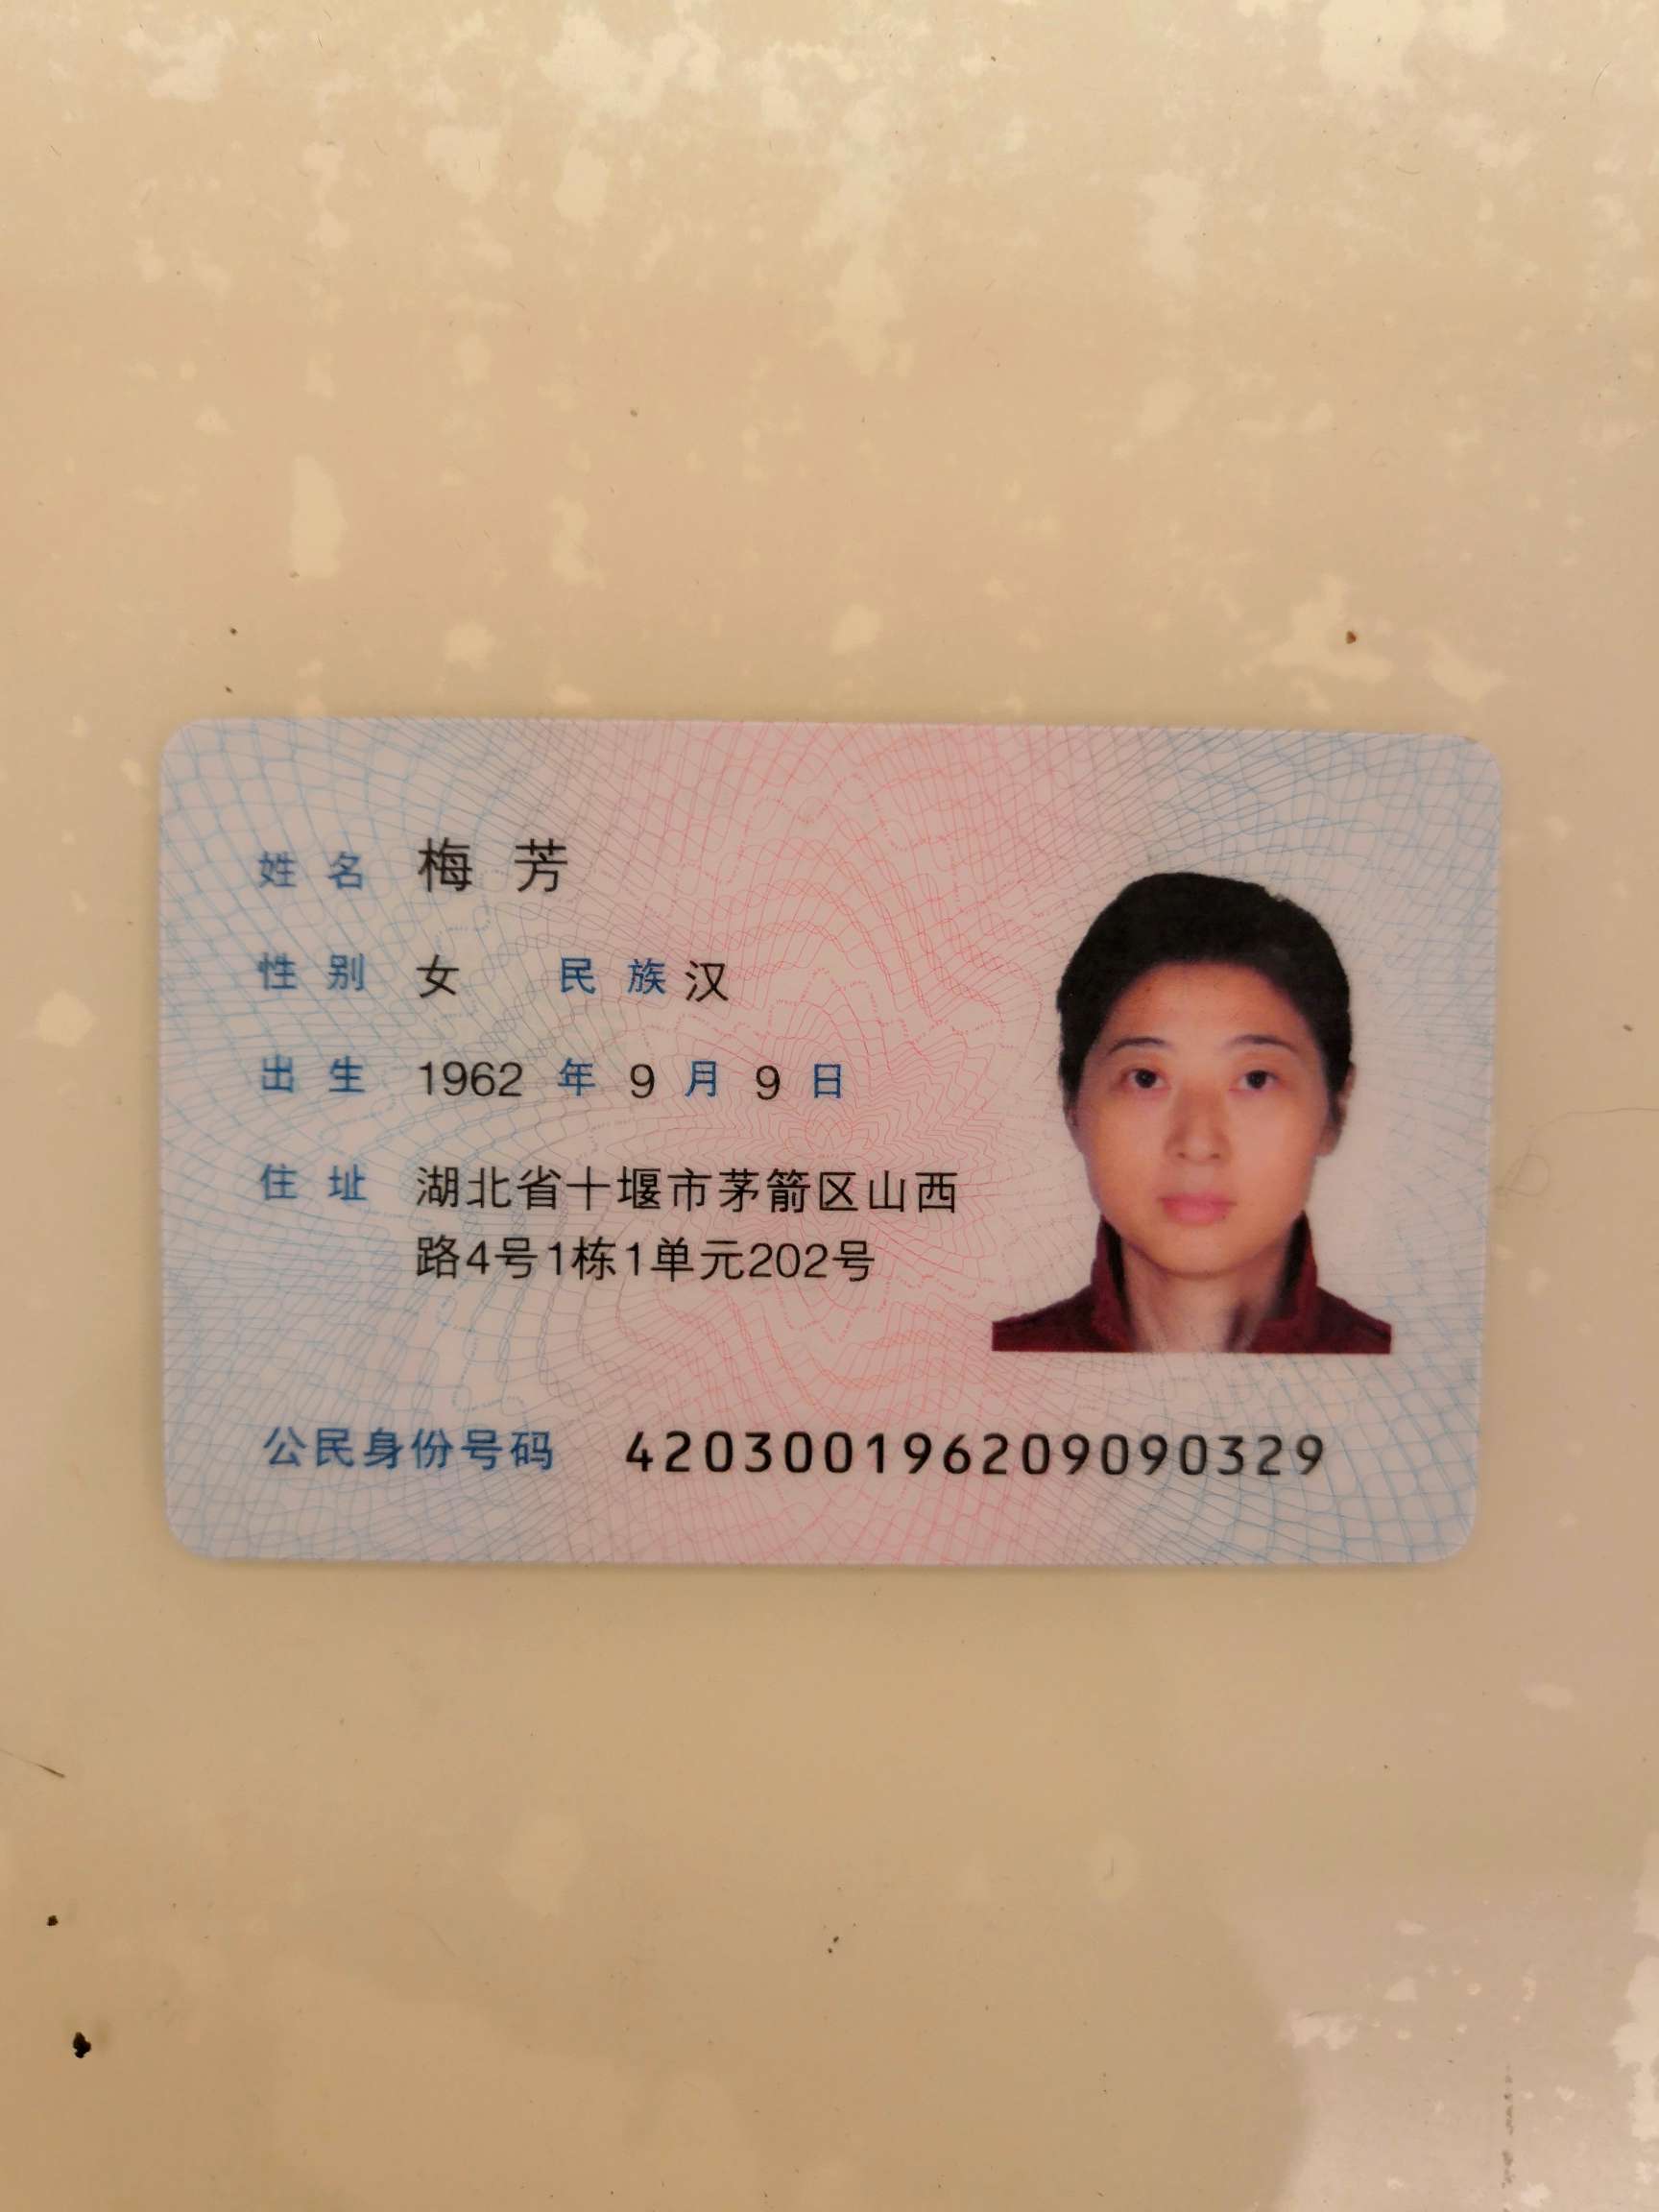 姓名 梅芳
性别 女 民族 汉
出生 1962 年 9 月 9 日
住址 湖北省十堰市茅箭区山西
路4号1栋1单元202号
公民身份号码 420300196209090329